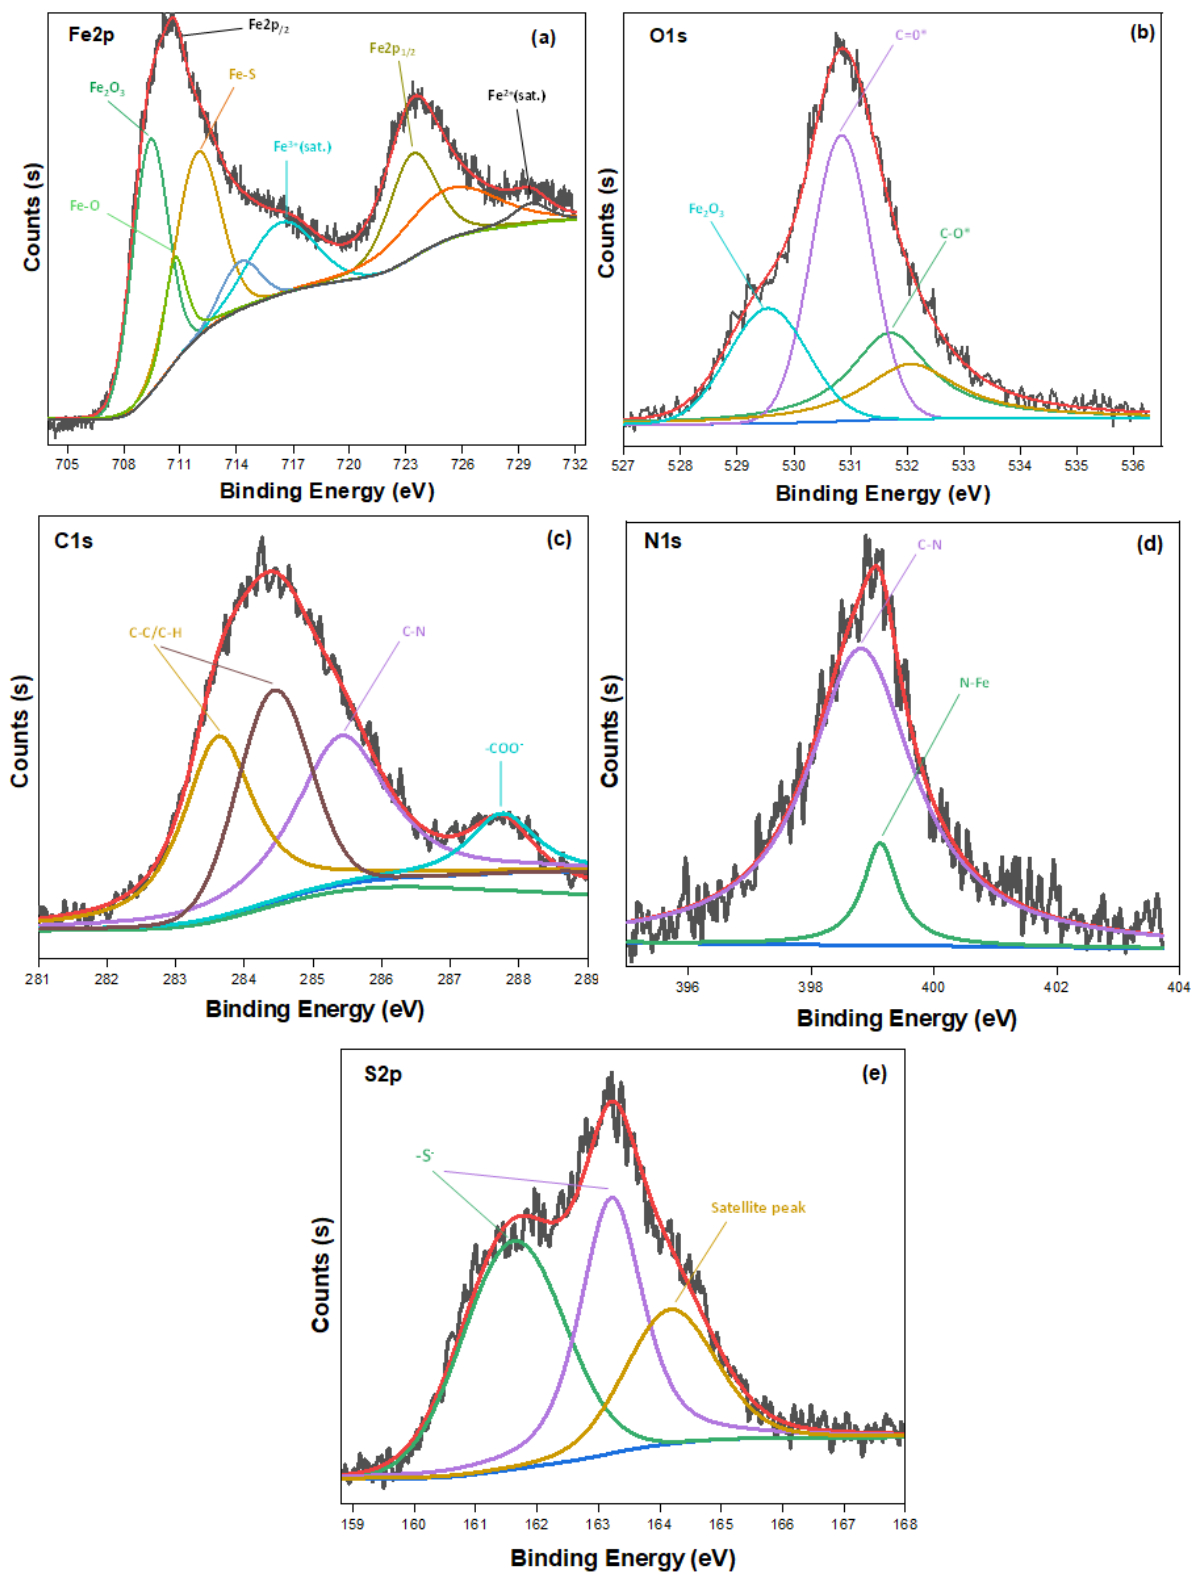 Fe2p
Fe2p/2
(a)
Fe2p1/2
Fe-S
Fe2O3
Fe2+(sat.)
Fe3+(sat.)
Fe-O
Counts (s)
705 708 711 714 717 720 723 726 729 732
Binding Energy (eV)
O1s
C=0*
(b)
Fe2O3
C-O*
Counts (s)
527 528 529 530 531 532 533 534 535 536
Binding Energy (eV)
C1s
(c)
C-C/C-H
C-N
-COO-
Counts (s)
281 282 283 284 285 286 287 288 289
Binding Energy (eV)
N1s
C-N
(d)
N-Fe
Counts (s)
396 398 400 402 404
Binding Energy (eV)
S2p
(e)
-S-
Satellite peak
Counts (s)
159 160 161 162 163 164 165 166 167 168
Binding Energy (eV)